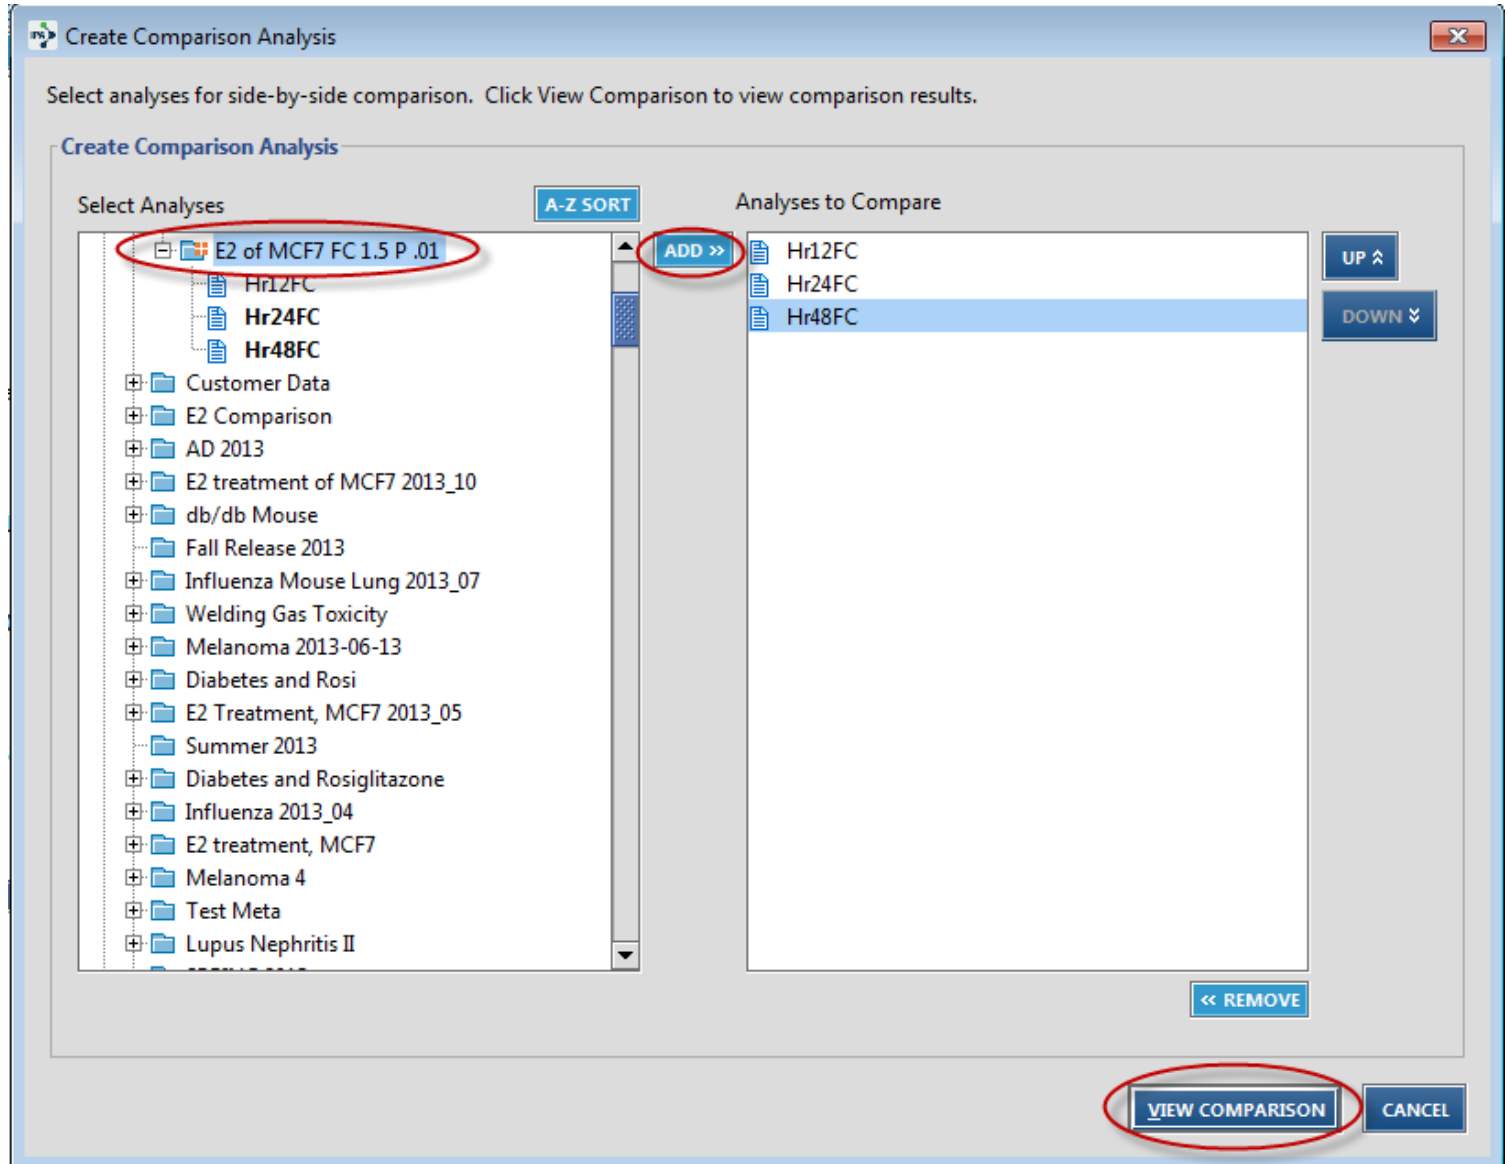 IPA Create Comparison Analysis
Select analyses for side-by-side comparison. Click View Comparison to view comparison results.
Create Comparison Analysis
Select Analyses
A-Z SORT
E2 of MCF7 FC 1.5 P .01
Hr12FC
Hr24FC
Hr48FC
Customer Data
E2 Comparison
AD 2013
E2 treatment of MCF7 2013_10
db/db Mouse
Fall Release 2013
Influenza Mouse Lung 2013_07
Welding Gas Toxicity
Melanoma 2013-06-13
Diabetes and Rosi
E2 Treatment, MCF7 2013_05
Summer 2013
Diabetes and Rosiglitazone
Influenza 2013_04
E2 treatment, MCF7
Melanoma 4
Test Meta
Lupus Nephritis II
ADD >>
Analyses to Compare
Hr12FC
Hr24FC
Hr48FC
UP
DOWN
<< REMOVE
VIEW COMPARISON
CANCEL